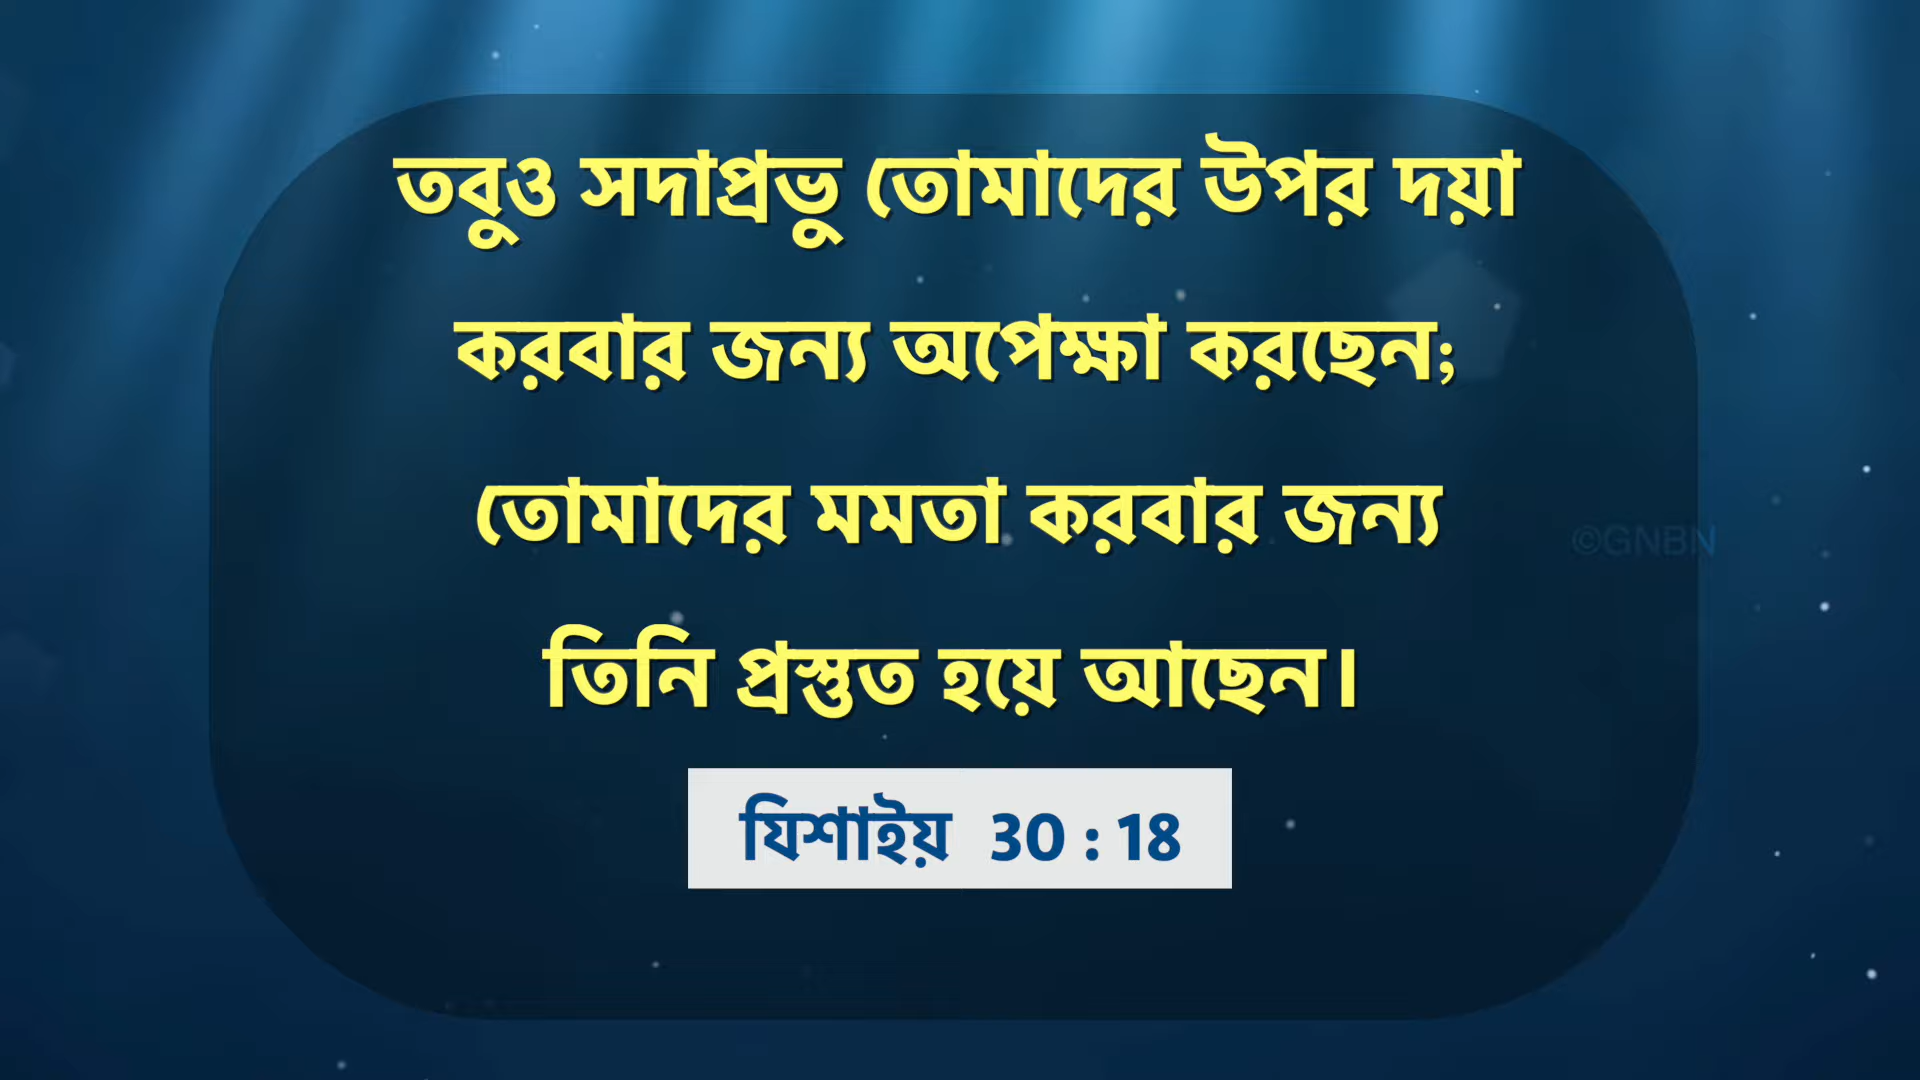 তবুও সদাপ্রভু তোমাদের উপর দয়া
করবার জন্য অপেক্ষা করছেন;
তোমাদের মমতা করবার জন্য
©GNBN
তিনি প্রস্তুত হয়ে আছেন।
যিশাইয় 30 : 18